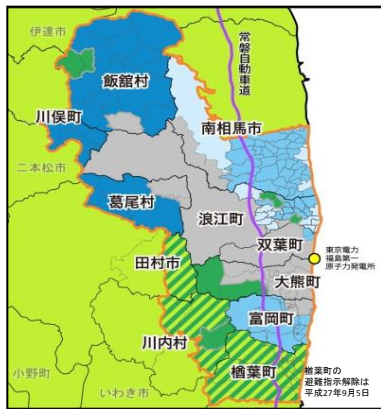 伊達市
飯舘村
常磐自動車道
川俣町
南相馬市
二本松市
葛尾村
浪江町
双葉町
東京電力
福島第一
原子力発電所
田村市
大熊町
富岡町
川内村
小野町
楢葉町
楢葉町の
避難指示解除は
平成27年9月5日
いわき市